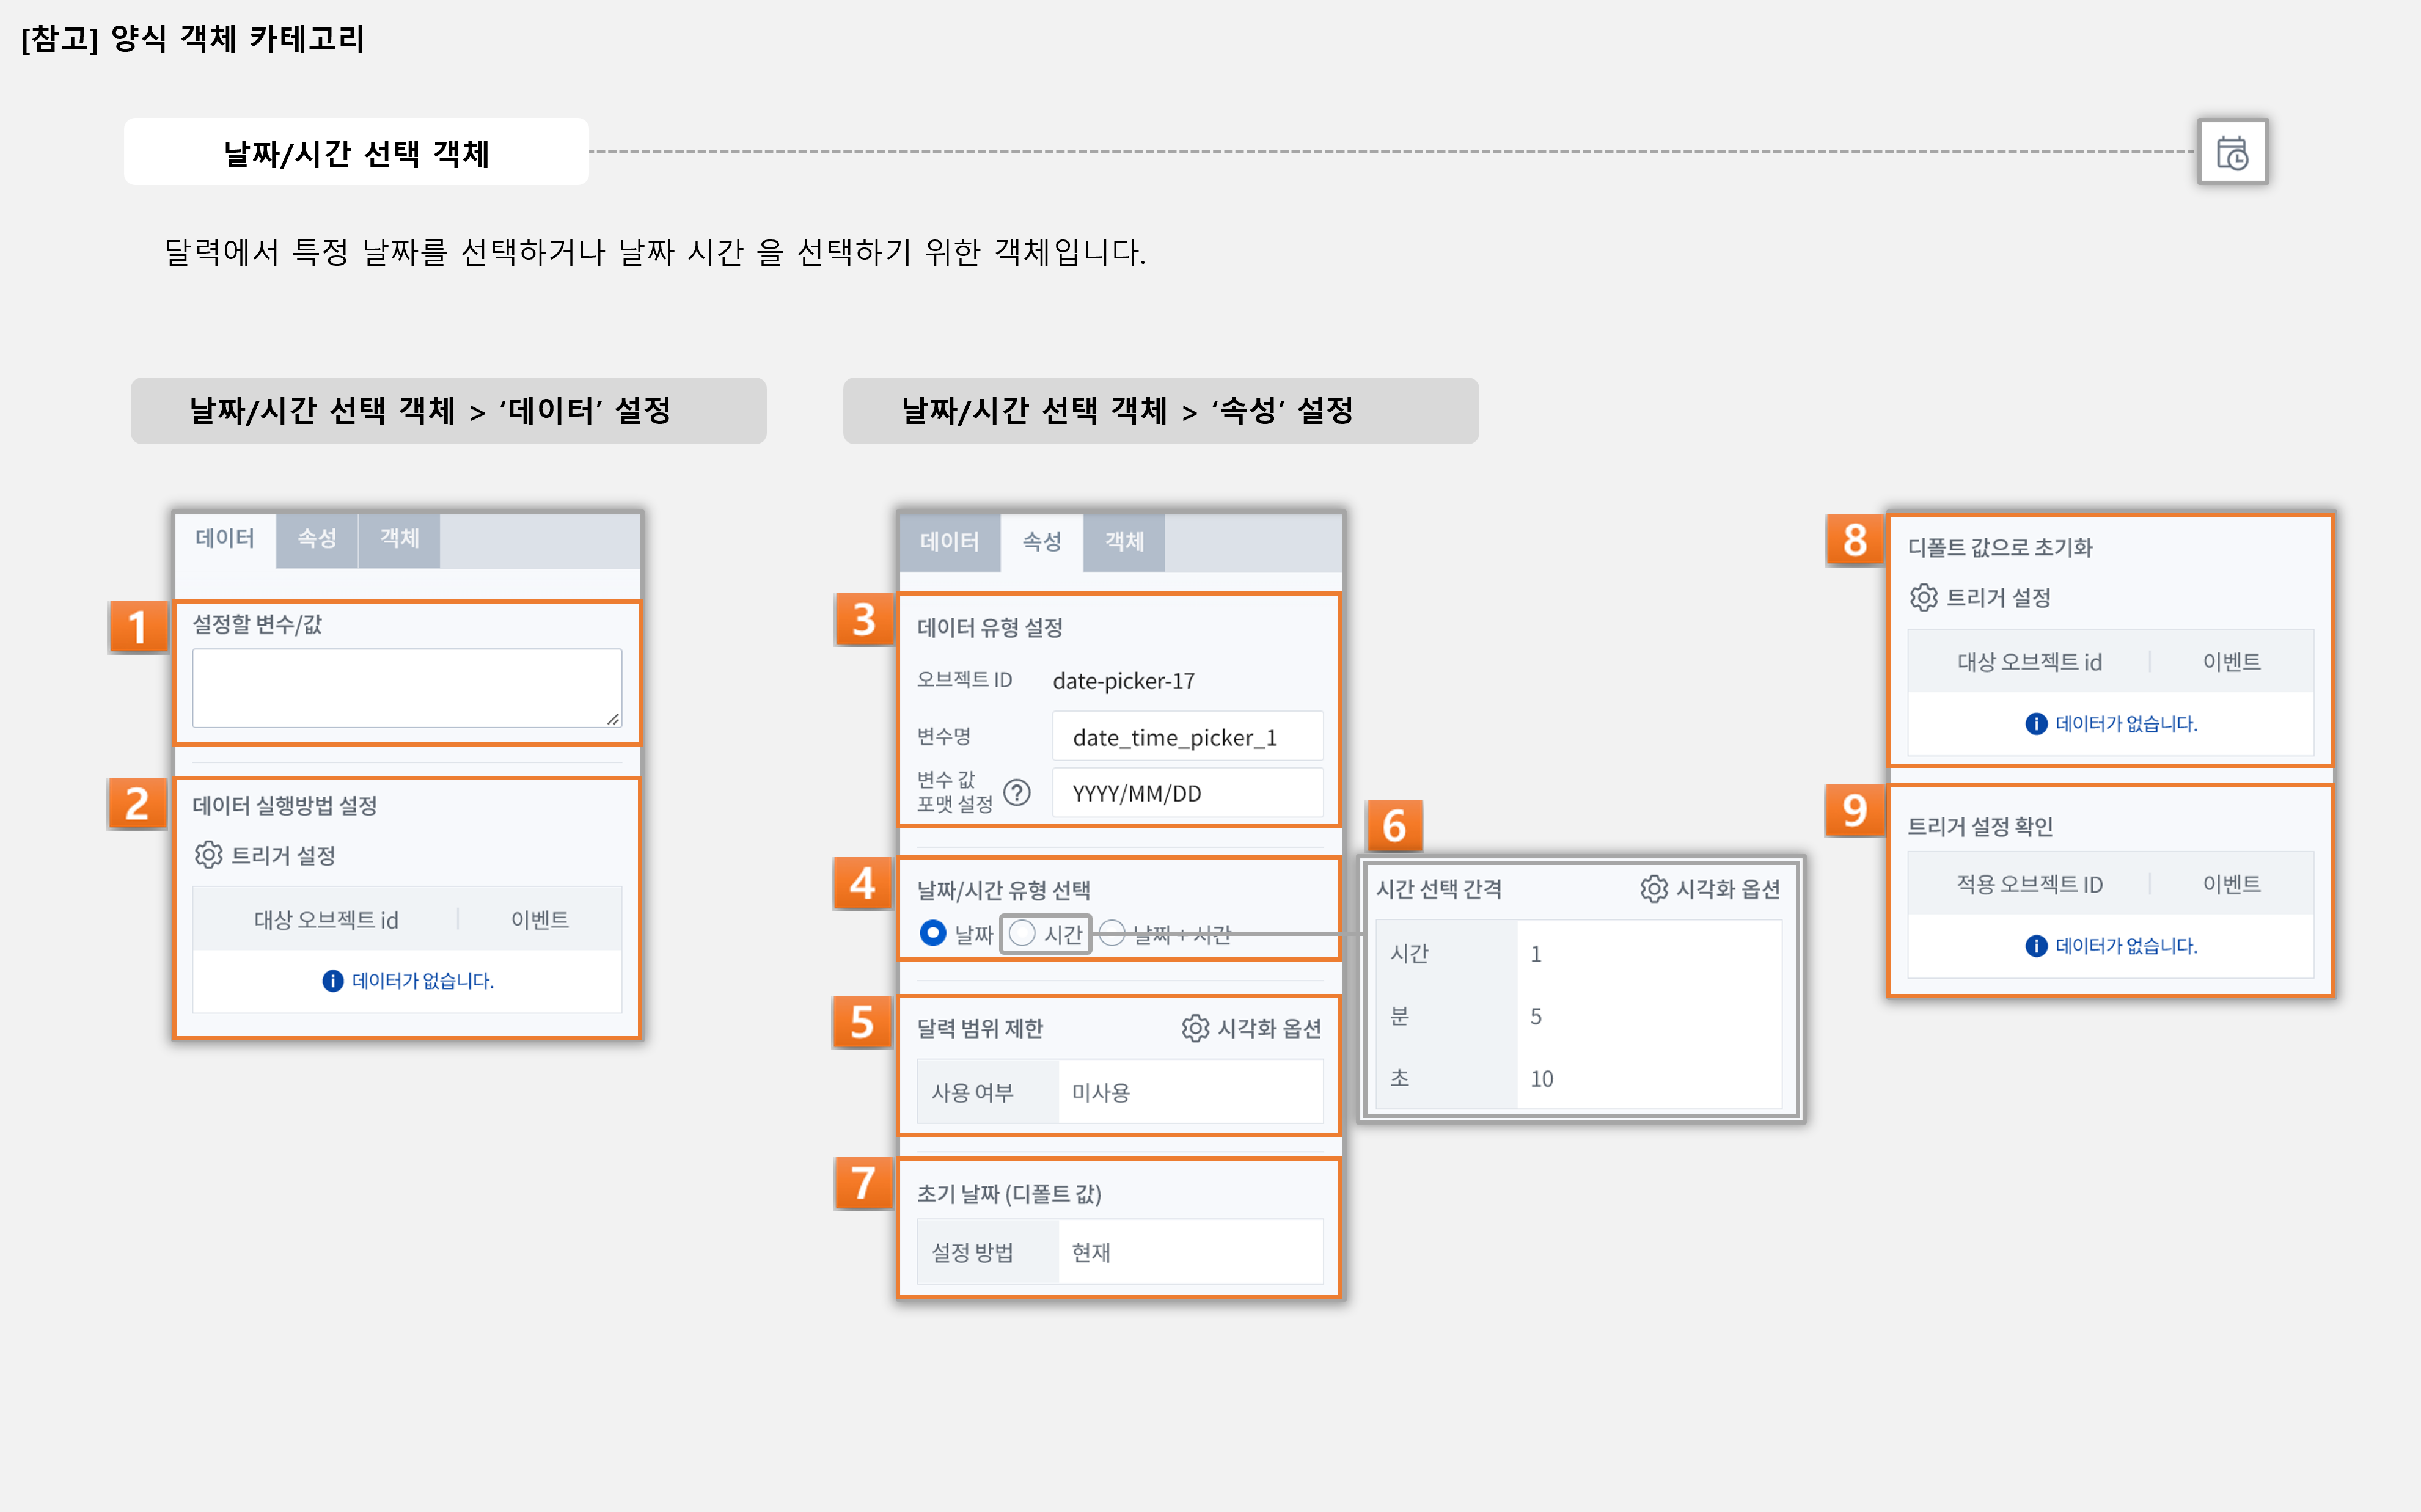 [참고] 양식 객체 카테고리
날짜/시간 선택 객체
달력에서 특정 날짜를 선택하거나 날짜 시간 을 선택하기 위한 객체입니다.
날짜/시간 선택 객체 > ‘데이터’ 설정
데이터 속성 객체
1
설정할 변수/값
2
데이터 실행방법 설정
트리거 설정
대상 오브젝트 id 이벤트
데이터가 없습니다.
날짜/시간 선택 객체 > ‘속성’ 설정
데이터 속성 객체
3
데이터 유형 설정
오브젝트 ID date-picker-17
변수명 date_time_picker_1
변수 값
포맷 설정 YYYY/MM/DD
4
날짜/시간 유형 선택
날짜 시간 날짜 + 시간
5
달력 범위 제한 시각화 옵션
사용 여부 미사용
6
시간 선택 간격 시각화 옵션
시간 1
분 5
초 10
7
초기 날짜 (디폴트 값)
설정 방법 현재
8
디폴트 값으로 초기화
트리거 설정
대상 오브젝트 id 이벤트
데이터가 없습니다.
9
트리거 설정 확인
적용 오브젝트 ID 이벤트
데이터가 없습니다.